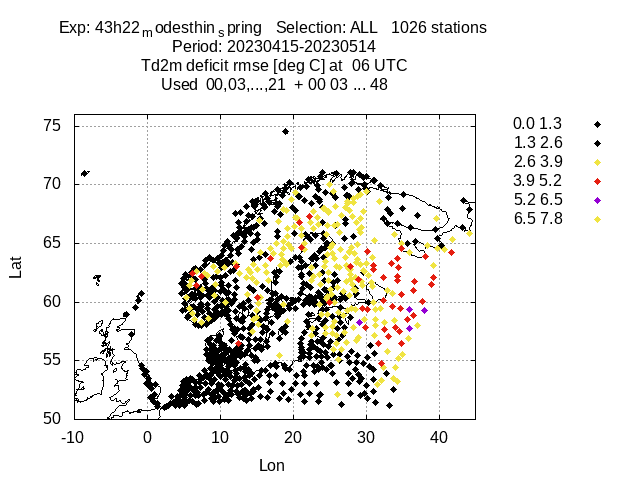 Exp: 43h22modesthinspring Selection: ALL 1026 stations
Period: 20230415-20230514
Td2m deficit rmse [deg C] at 06 UTC
Used 00,03,...,21 + 00 03 ... 48
0.0 1.3
1.3 2.6
2.6 3.9
3.9 5.2
5.2 6.5
6.5 7.8
75
70
65
60
55
50
Lat
-10 0 10 20 30 40
Lon